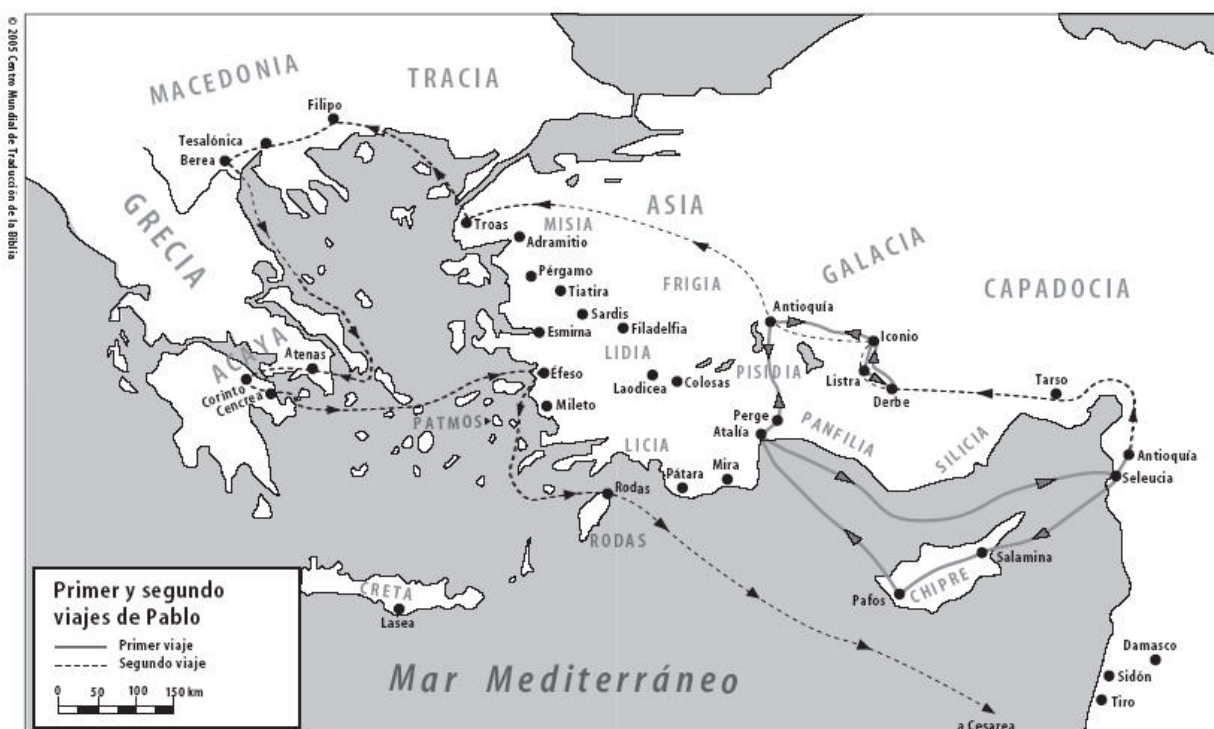 © 2005 Centro Mundial de Traducción de la Biblia
MACEDONIA
TRACIA
Filipo
Tesalónica
Berea
GRECIA
Troas
MISIA
ASIA
Adramitio
GALACIA
Pérgamo
Tiatira
FRIGIA
CAPADOCIA
Sardis
Antioquía
Esmirna
Filadelfia
Iconio
ACAYA
Atenas
LIDIA
PISIDIA
Listra
Éfeso
Laodicea
Colosas
Derbe
Tarso
Corinto
Cencrea
Mileto
PATMOS
Perge
Atalía
PANFILIA
SILICIA
LICIA
Antioquía
Pátara
Mira
Seleucia
Rodas
RODAS
Salamina
CHIPRE
Pafos
CRETA
Lasea
Primer y segundo
viajes de Pablo
Primer viaje
Segundo viaje
0 50 100 150 km
Mar Mediterráneo
Damasco
Sidón
Tiro
a Cesarea